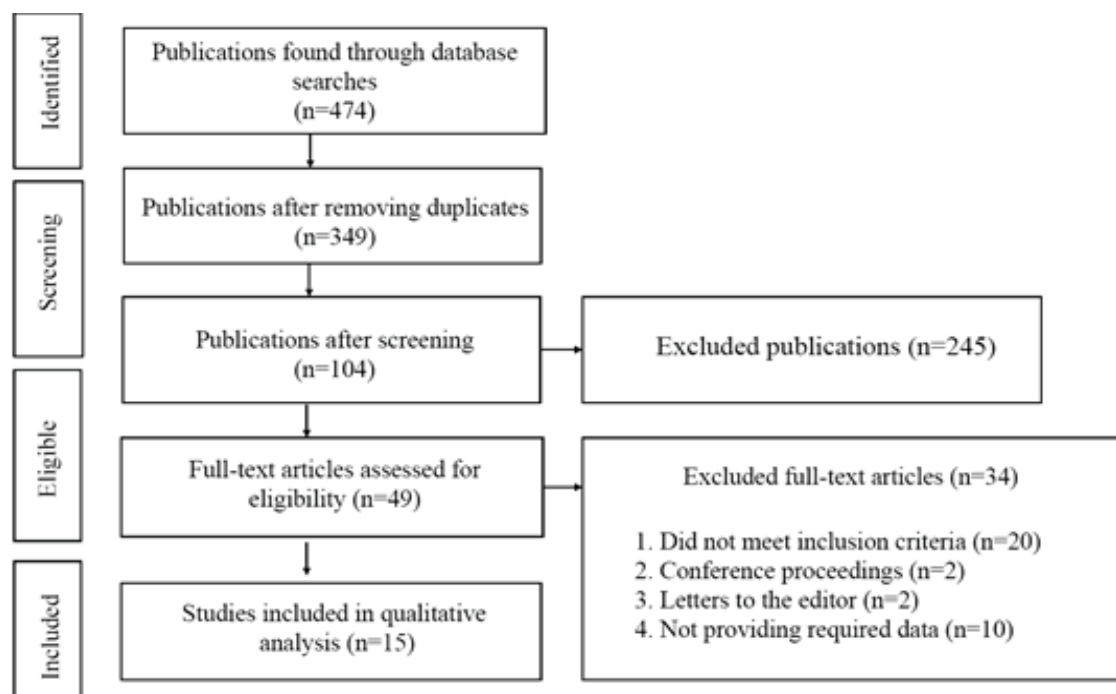 Identified
Publications found through database
searches
(n=474)
Screening
Publications after removing duplicates
(n=349)
Publications after screening
(n=104)
Excluded publications (n=245)
Eligible
Full-text articles assessed for
eligibility (n=49)
Excluded full-text articles (n=34)
1. Did not meet inclusion criteria (n=20)
2. Conference proceedings (n=2)
3. Letters to the editor (n=2)
4. Not providing required data (n=10)
Included
Studies included in qualitative
analysis (n=15)